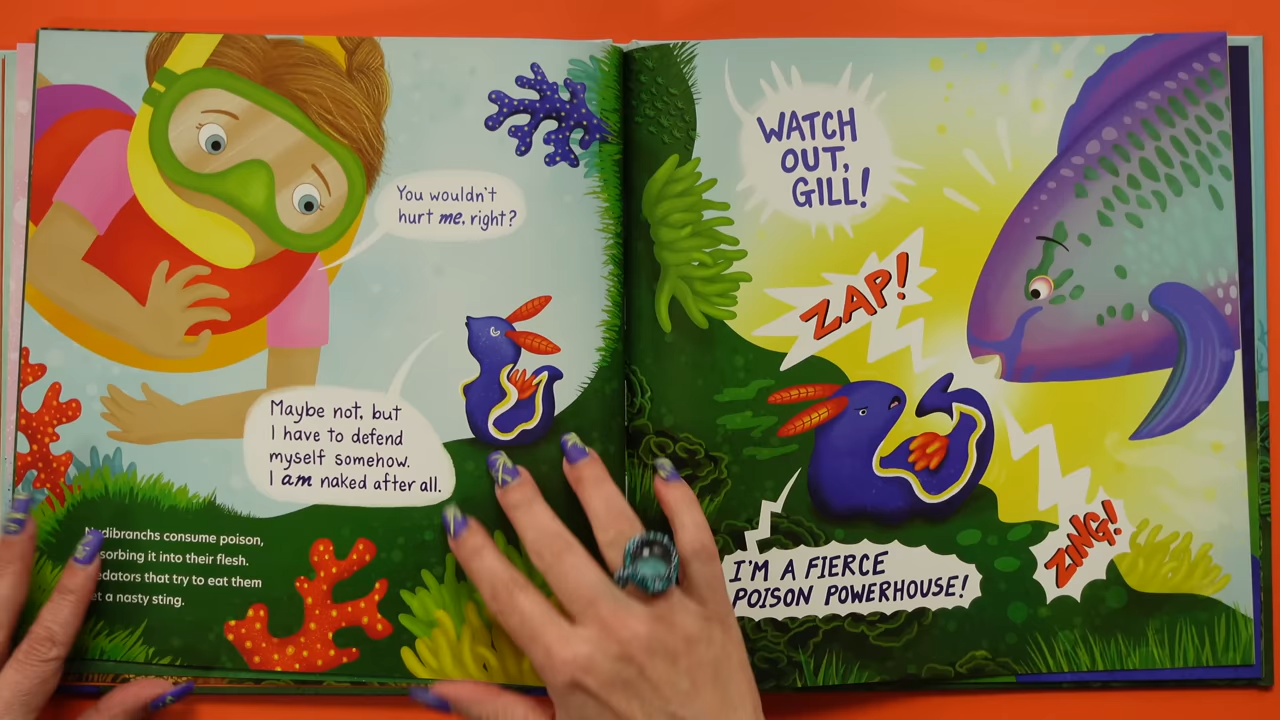 You wouldn't
hurt me, right?
Maybe not, but
I have to defend
myself somehow.
I am naked after all.
consume poison,
it into their flesh.
that try to eat them
a nasty sting.
WATCH
OUT,
GILL!
ZAP!
I'M A FIERCE
POISON POWERHOUSE!
ZING!